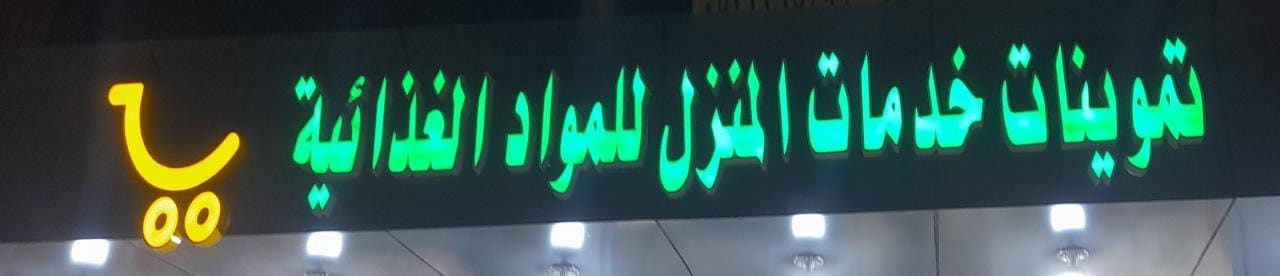 تموينات خدمات المنزل للمواد الغذائية